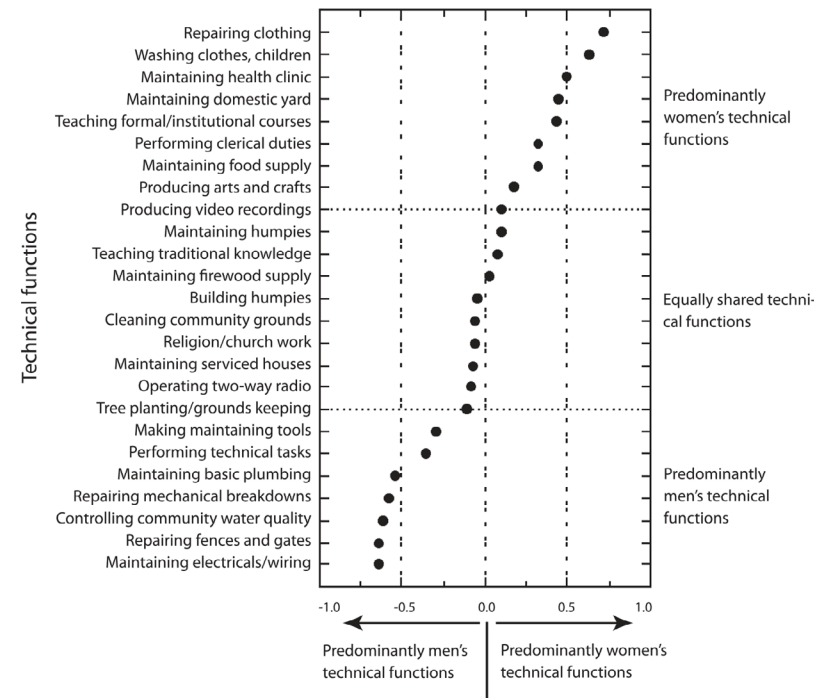 Technical functions
Repairing clothing
Washing clothes, children
Maintaining health clinic
Maintaining domestic yard
Teaching formal/institutional courses
Performing clerical duties
Maintaining food supply
Producing arts and crafts
Producing video recordings
Maintaining humpies
Teaching traditional knowledge
Maintaining firewood supply
Building humpies
Cleaning community grounds
Religion/church work
Maintaining serviced houses
Operating two-way radio
Tree planting/grounds keeping
Making maintaining tools
Performing technical tasks
Maintaining basic plumbing
Repairing mechanical breakdowns
Controlling community water quality
Repairing fences and gates
Maintaining electricals/wiring
Predominantly
women's technical
functions
Equally shared techni-
cal functions
Predominantly
men's technical
functions
-1.0 -0.5 0.0 0.5 1.0
Predominantly men's
technical functions
Predominantly women's
technical functions